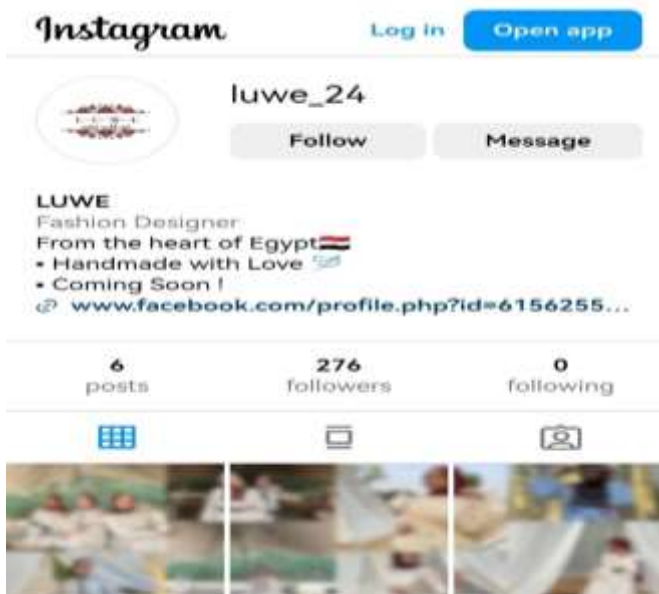 Instagram
Log in
Open app
luwe_24
Follow
Message
LUWE
Fashion Designer
From the heart of Egypt🇪🇬
• Handmade with Love 🪡
• Coming Soon !
www.facebook.com/profile.php?id=6156255...
6
posts
276
followers
0
following